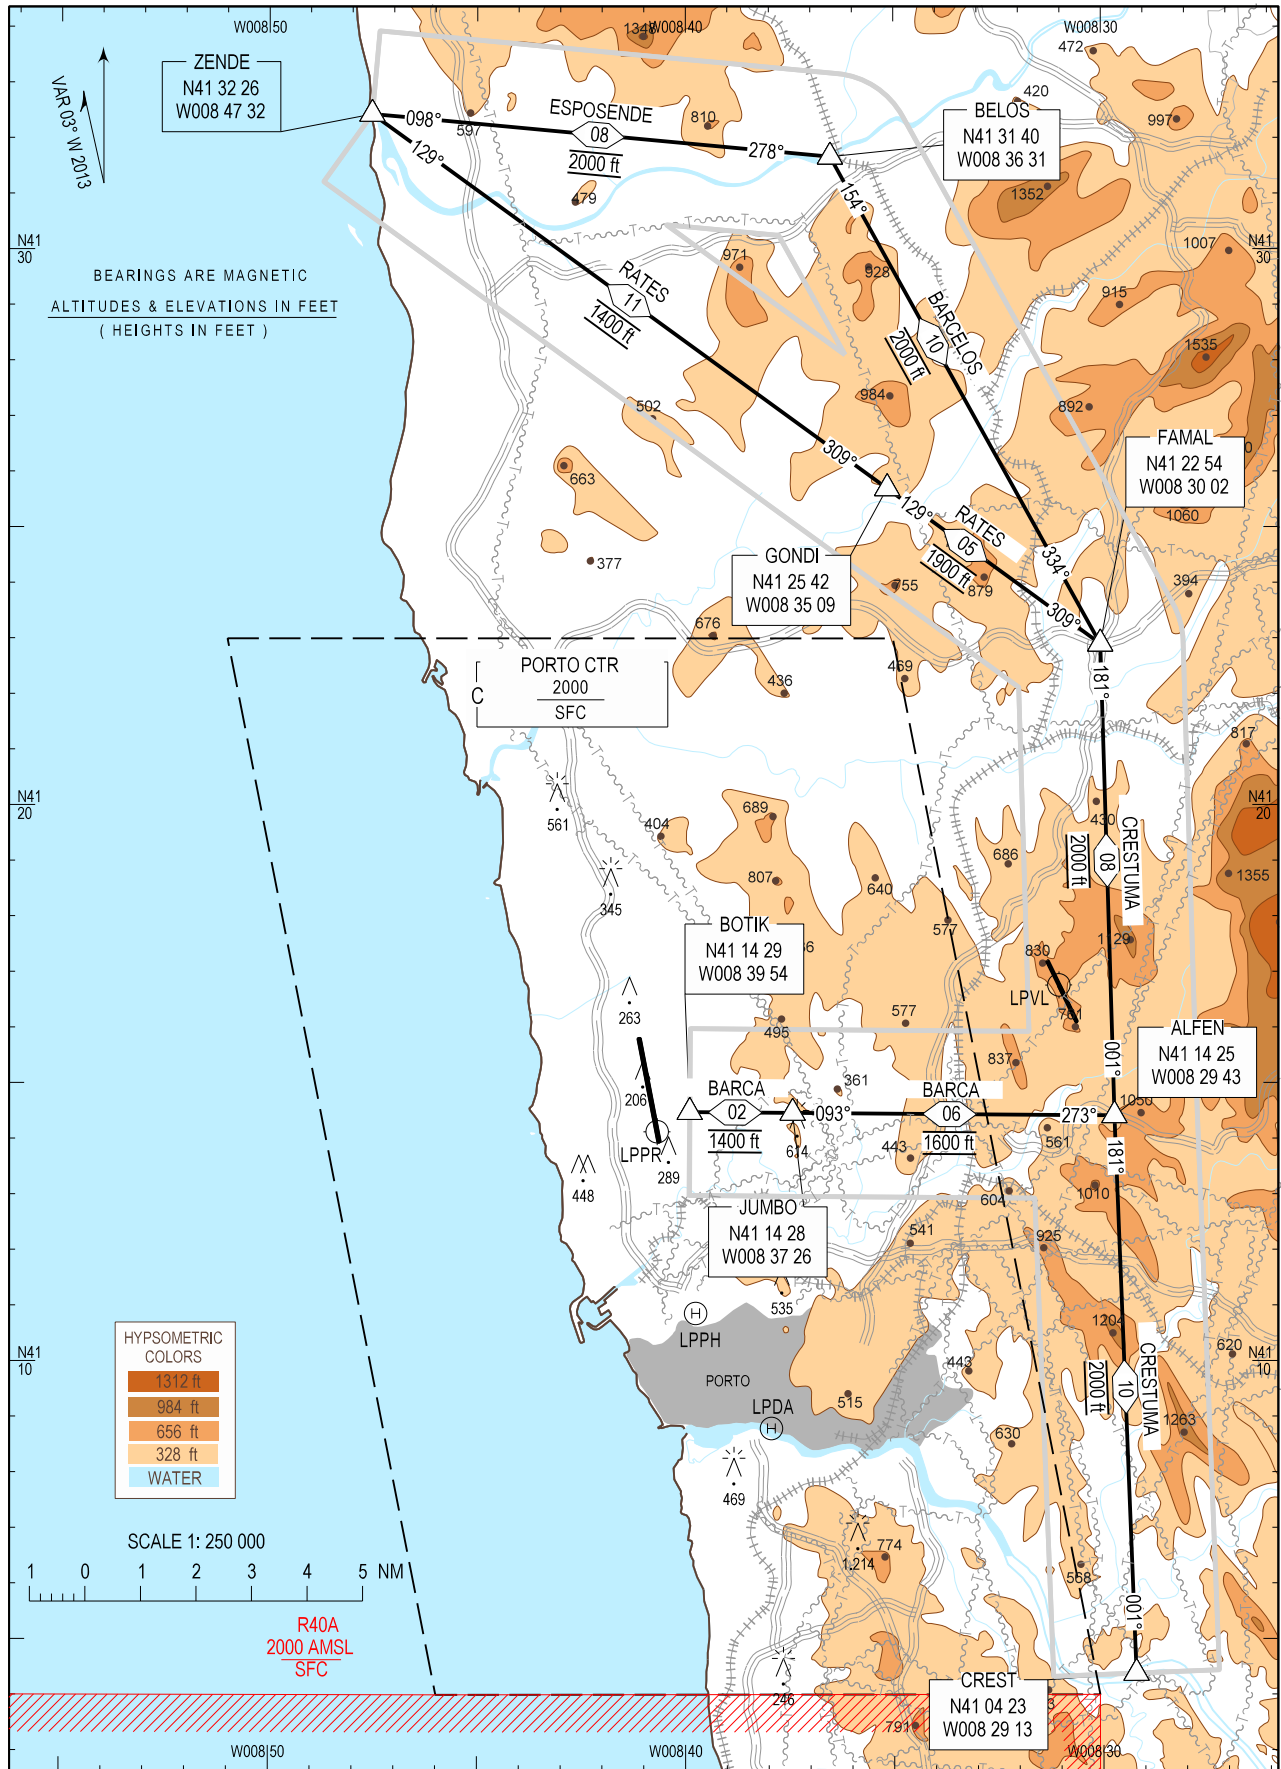 W008 50
W008 40
W008 30
ZENDE
N41 32 26
W008 47 32
VAR 03° W 2013
1348
472
420
997
597
810
098°
ESPOSENDE
08
2000 ft
278°
BELOS
N41 31 40
W008 36 31
129°
479
154°
1352
N41
30
1007
N41
30
BEARINGS ARE MAGNETIC
ALTITUDES & ELEVATIONS IN FEET
( HEIGHTS IN FEET )
RATES
11
1400 ft
971
928
BARCELOS
10
2000 ft
915
1535
984
892
502
309°
663
FAMAL
N41 22 54
W008 30 02
1060
129°
RATES
05
1900 ft
334°
GONDI
N41 25 42
W008 35 09
377
755
879
394
309°
676
PORTO CTR
C
2000
SFC
436
469
181°
817
N41
20
N41
20
561
404
689
430
CRESTUMA
08
2000 ft
686
807
640
345
1355
577
BOTIK
N41 14 29
W008 39 54
1129
830
LPVL
781
263
495
577
ALFEN
N41 14 25
W008 29 43
837
001°
206
361
BARCA
02
1400 ft
093°
BARCA
06
1600 ft
273°
1050
561
614
LPPR
289
448
443
181°
1010
604
JUMBO
N41 14 28
W008 37 26
541
925
535
LPPH
1204
620
HYPSOMETRIC
COLORS
1312 ft
984 ft
656 ft
328 ft
WATER
N41
10
N41
10
PORTO
443
CRESTUMA
10
2000 ft
LPDA
515
1263
630
469
SCALE 1: 250 000
1 0 1 2 3 4 5 NM
1.214
774
568
001°
R40A
2000 AMSL
SFC
246
CREST
N41 04 23
W008 29 13
791
W008 50
W008 40
W008 30